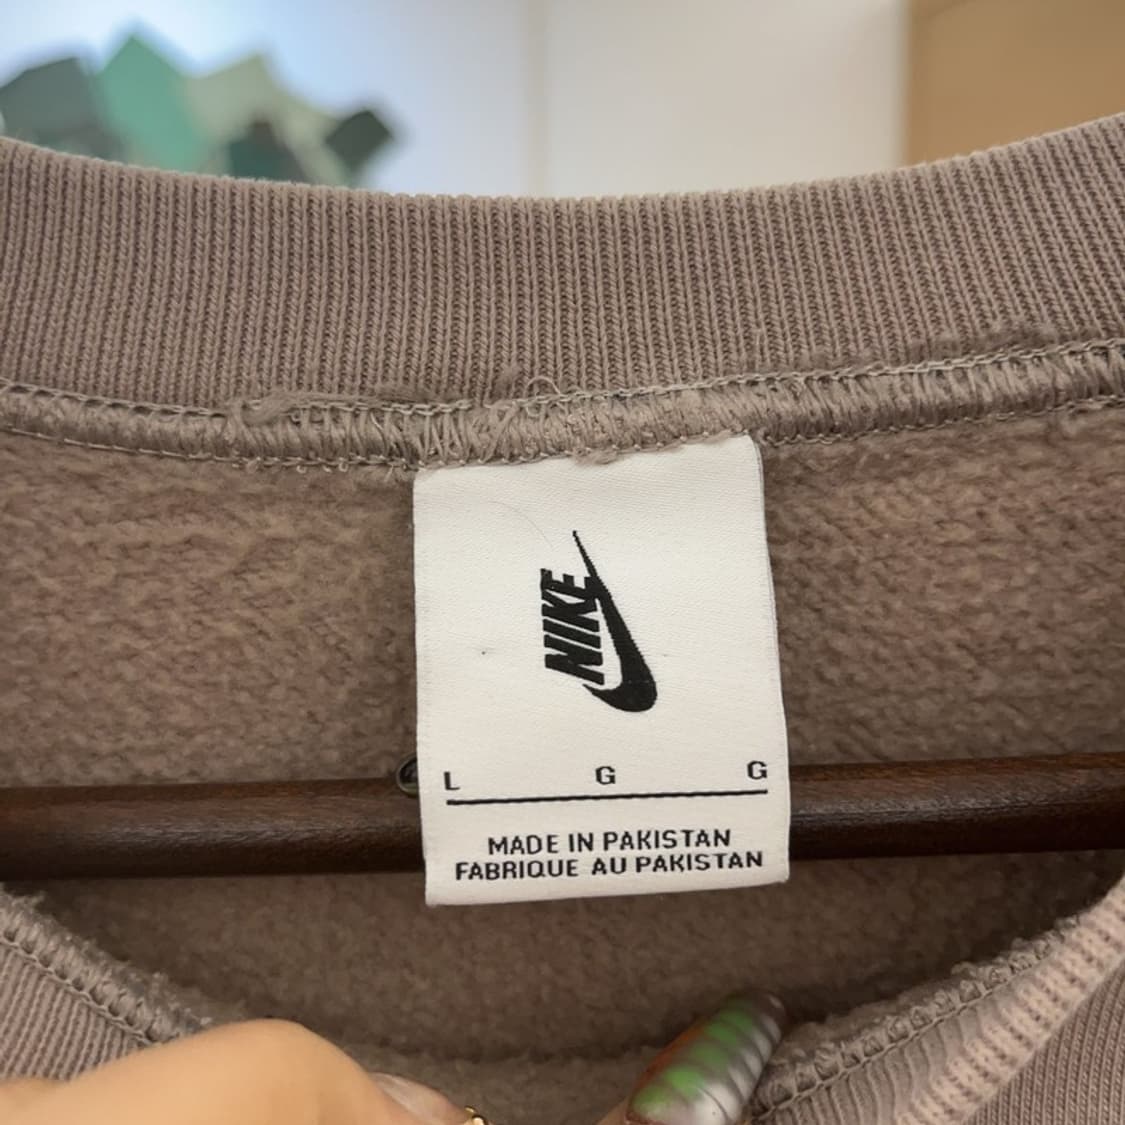 NIKE
L G G
MADE IN PAKISTAN
FABRIQUE AU PAKISTAN